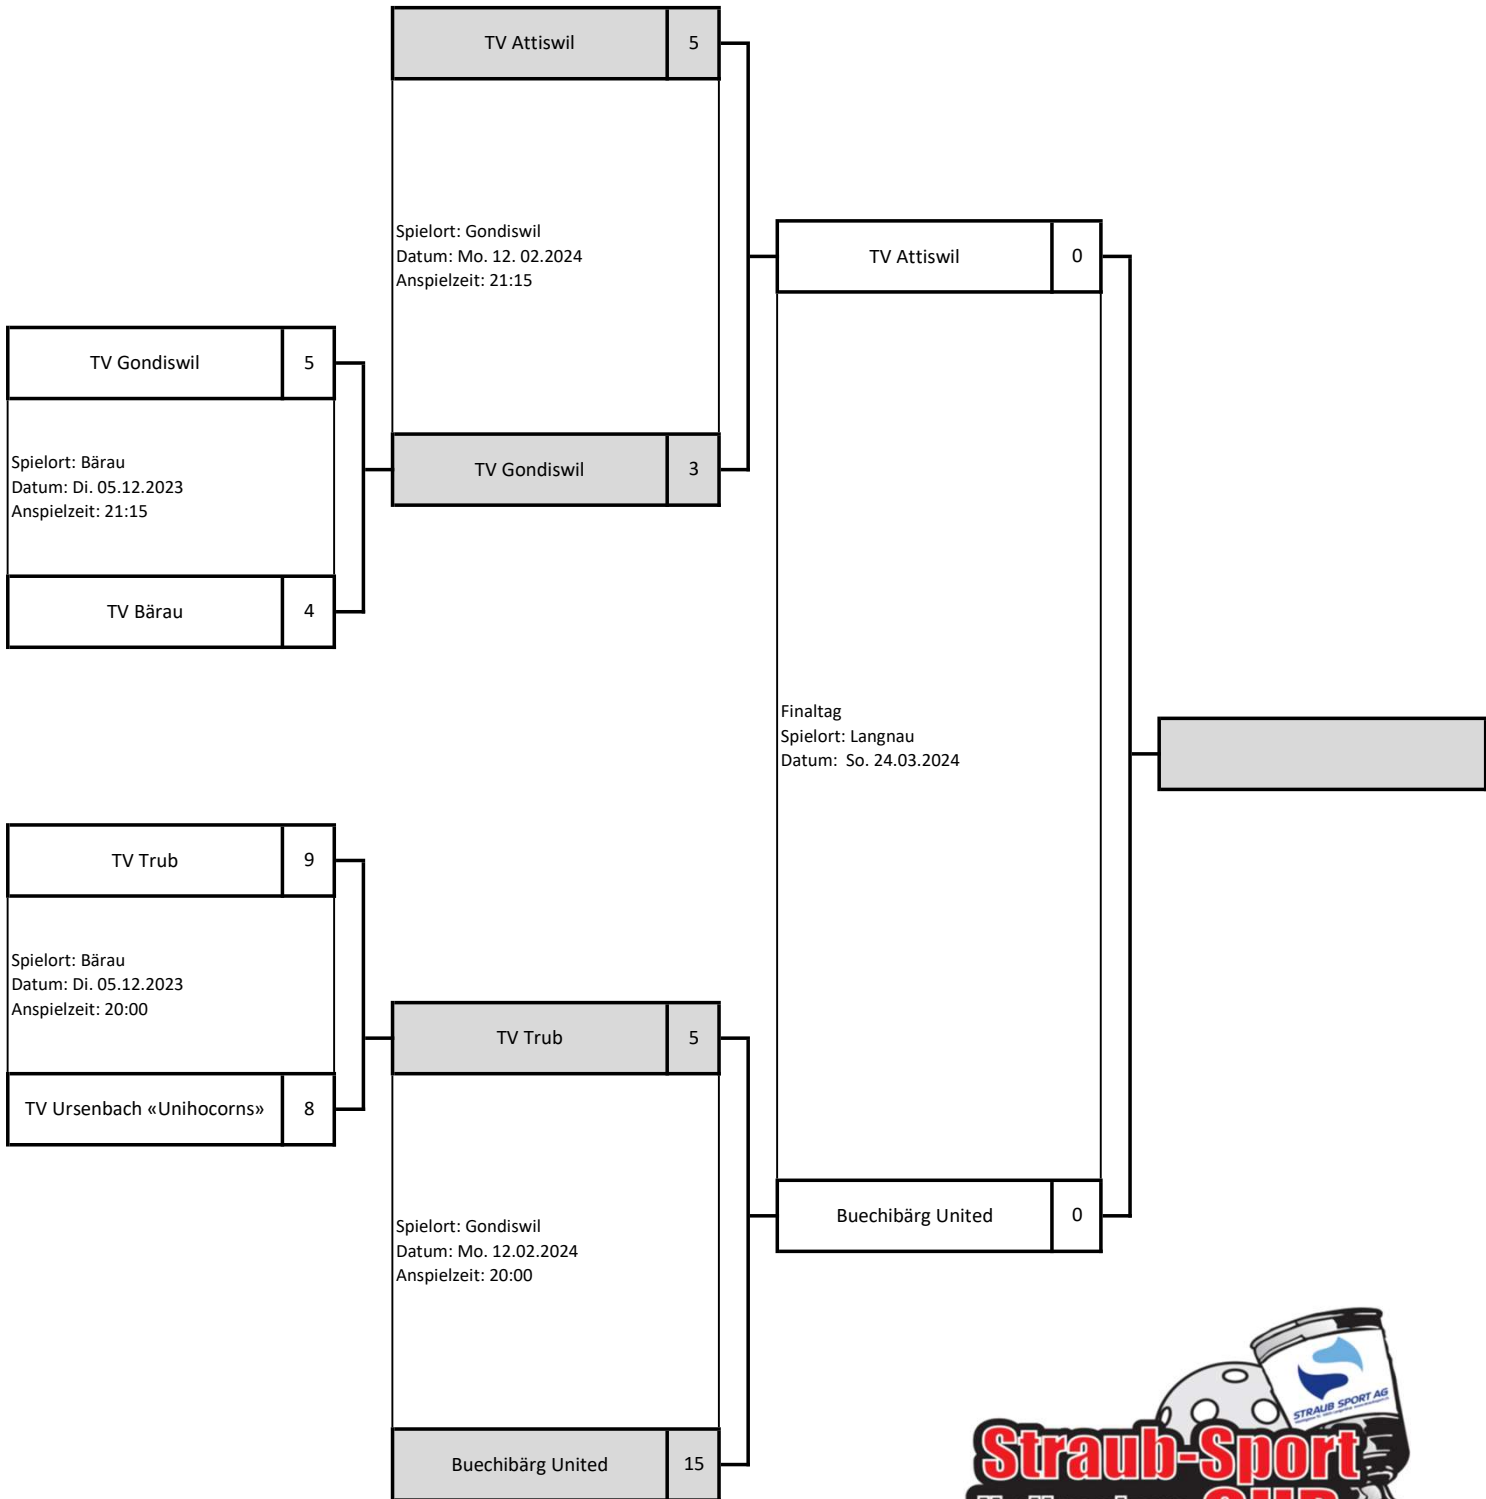 TV Attiswil 5
Spielort: Gondiswil
Datum: Mo. 12. 02.2024
Anspielzeit: 21:15
TV Gondiswil 3
TV Gondiswil 5
Spielort: Bärau
Datum: Di. 05.12.2023
Anspielzeit: 21:15
TV Bärau 4
TV Attiswil 0
Finaltag
Spielort: Langnau
Datum: So. 24.03.2024
Buechibärg United 0
TV Trub 9
Spielort: Bärau
Datum: Di. 05.12.2023
Anspielzeit: 20:00
TV Ursenbach «Unihocorns» 8
TV Trub 5
Spielort: Gondiswil
Datum: Mo. 12.02.2024
Anspielzeit: 20:00
Buechibärg United 15
STRAUB SPORT AG
Straub-Sport